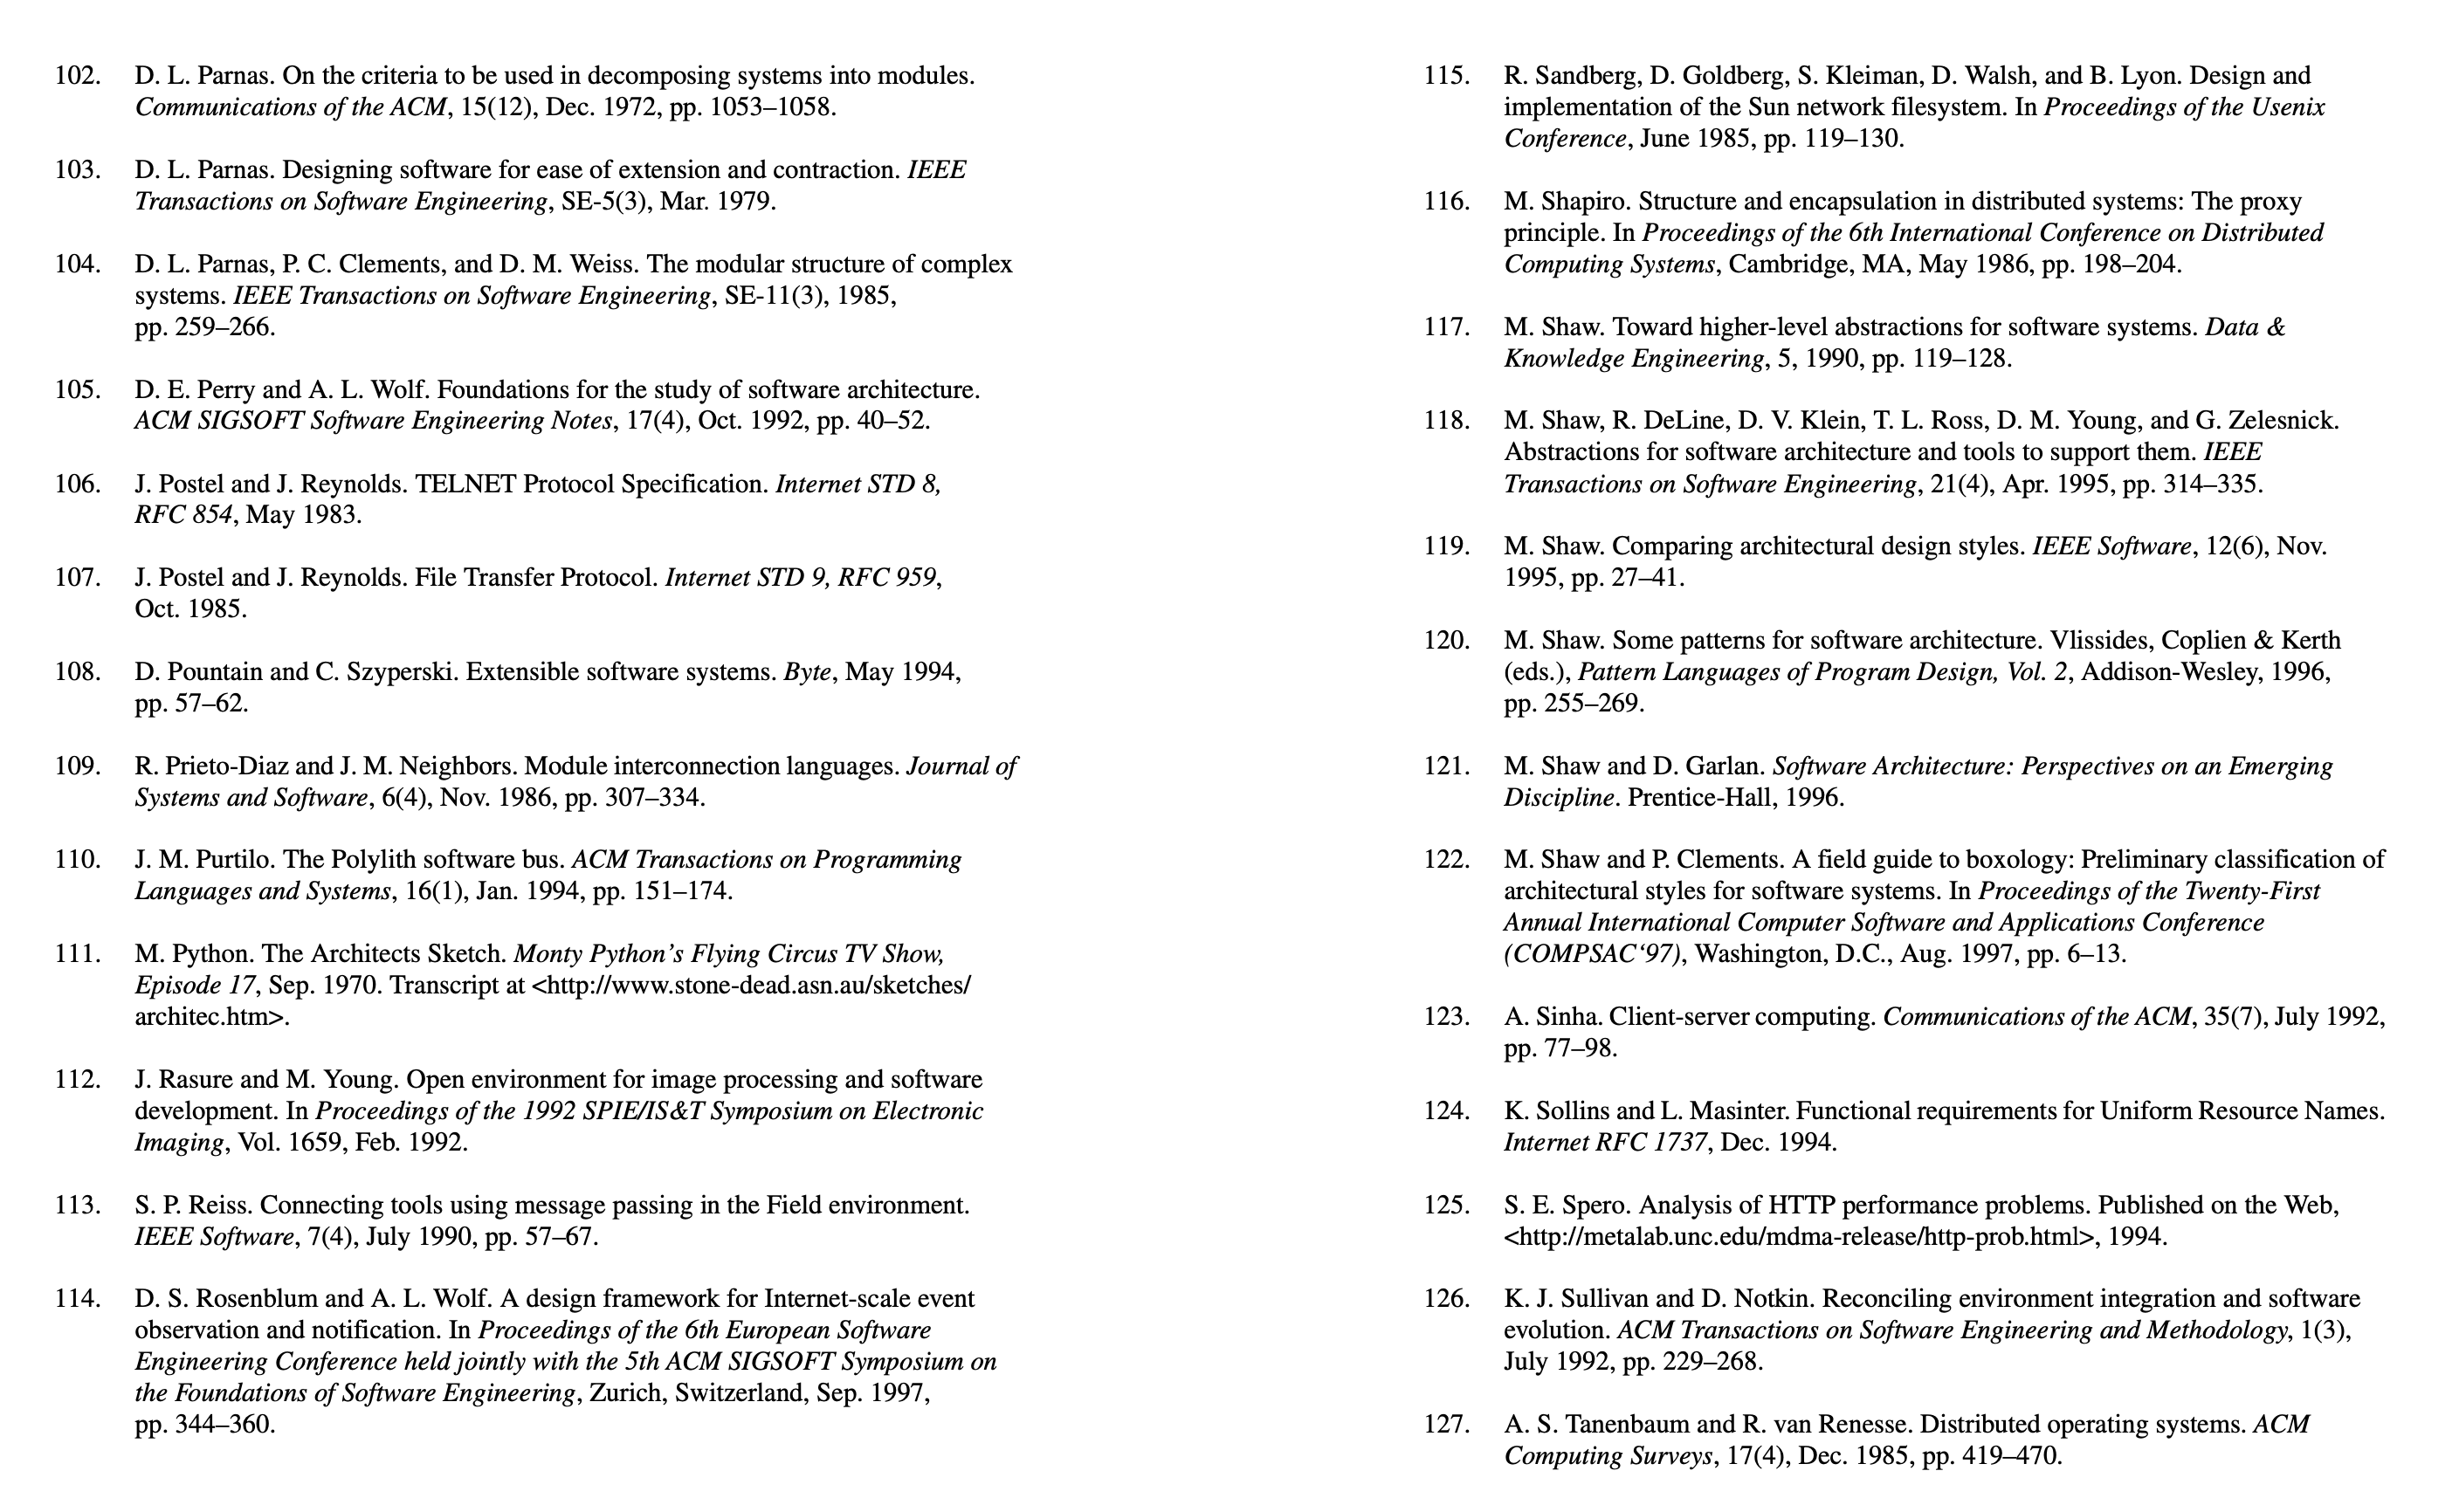 102. D. L. Parnas. On the criteria to be used in decomposing systems into modules.
Communications of the ACM, 15(12), Dec. 1972, pp. 1053–1058.
103. D. L. Parnas. Designing software for ease of extension and contraction. IEEE
Transactions on Software Engineering, SE-5(3), Mar. 1979.
104. D. L. Parnas, P. C. Clements, and D. M. Weiss. The modular structure of complex
systems. IEEE Transactions on Software Engineering, SE-11(3), 1985,
pp. 259–266.
105. D. E. Perry and A. L. Wolf. Foundations for the study of software architecture.
ACM SIGSOFT Software Engineering Notes, 17(4), Oct. 1992, pp. 40–52.
106. J. Postel and J. Reynolds. TELNET Protocol Specification. Internet STD 8,
RFC 854, May 1983.
107. J. Postel and J. Reynolds. File Transfer Protocol. Internet STD 9, RFC 959,
Oct. 1985.
108. D. Pountain and C. Szyperski. Extensible software systems. Byte, May 1994,
pp. 57–62.
109. R. Prieto-Diaz and J. M. Neighbors. Module interconnection languages. Journal of
Systems and Software, 6(4), Nov. 1986, pp. 307–334.
110. J. M. Purtilo. The Polylith software bus. ACM Transactions on Programming
Languages and Systems, 16(1), Jan. 1994, pp. 151–174.
111. M. Python. The Architects Sketch. Monty Python’s Flying Circus TV Show,
Episode 17, Sep. 1970. Transcript at <http://www.stone-dead.asn.au/sketches/
architec.htm>.
112. J. Rasure and M. Young. Open environment for image processing and software
development. In Proceedings of the 1992 SPIE/IS&T Symposium on Electronic
Imaging, Vol. 1659, Feb. 1992.
113. S. P. Reiss. Connecting tools using message passing in the Field environment.
IEEE Software, 7(4), July 1990, pp. 57–67.
114. D. S. Rosenblum and A. L. Wolf. A design framework for Internet-scale event
observation and notification. In Proceedings of the 6th European Software
Engineering Conference held jointly with the 5th ACM SIGSOFT Symposium on
the Foundations of Software Engineering, Zurich, Switzerland, Sep. 1997,
pp. 344–360.
115. R. Sandberg, D. Goldberg, S. Kleiman, D. Walsh, and B. Lyon. Design and
implementation of the Sun network filesystem. In Proceedings of the Usenix
Conference, June 1985, pp. 119–130.
116. M. Shapiro. Structure and encapsulation in distributed systems: The proxy
principle. In Proceedings of the 6th International Conference on Distributed
Computing Systems, Cambridge, MA, May 1986, pp. 198–204.
117. M. Shaw. Toward higher-level abstractions for software systems. Data &
Knowledge Engineering, 5, 1990, pp. 119–128.
118. M. Shaw, R. DeLine, D. V. Klein, T. L. Ross, D. M. Young, and G. Zelesnick.
Abstractions for software architecture and tools to support them. IEEE
Transactions on Software Engineering, 21(4), Apr. 1995, pp. 314–335.
119. M. Shaw. Comparing architectural design styles. IEEE Software, 12(6), Nov.
1995, pp. 27–41.
120. M. Shaw. Some patterns for software architecture. Vlissides, Coplien & Kerth
(eds.), Pattern Languages of Program Design, Vol. 2, Addison-Wesley, 1996,
pp. 255–269.
121. M. Shaw and D. Garlan. Software Architecture: Perspectives on an Emerging
Discipline. Prentice-Hall, 1996.
122. M. Shaw and P. Clements. A field guide to boxology: Preliminary classification of
architectural styles for software systems. In Proceedings of the Twenty-First
Annual International Computer Software and Applications Conference
(COMPSAC‘97), Washington, D.C., Aug. 1997, pp. 6–13.
123. A. Sinha. Client-server computing. Communications of the ACM, 35(7), July 1992,
pp. 77–98.
124. K. Sollins and L. Masinter. Functional requirements for Uniform Resource Names.
Internet RFC 1737, Dec. 1994.
125. S. E. Spero. Analysis of HTTP performance problems. Published on the Web,
<http://metalab.unc.edu/mdma-release/http-prob.html>, 1994.
126. K. J. Sullivan and D. Notkin. Reconciling environment integration and software
evolution. ACM Transactions on Software Engineering and Methodology, 1(3),
July 1992, pp. 229–268.
127. A. S. Tanenbaum and R. van Renesse. Distributed operating systems. ACM
Computing Surveys, 17(4), Dec. 1985, pp. 419–470.